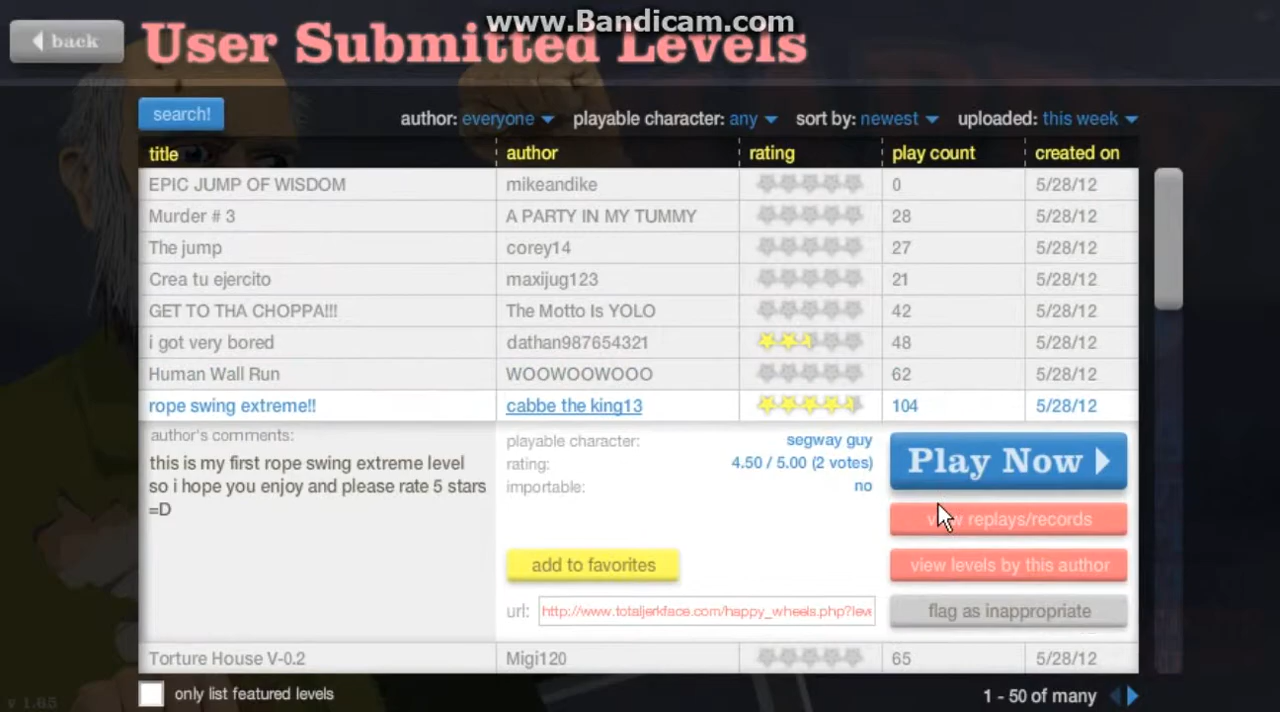 www.Bandicam.com
back
User Submitted Levels
search!
author: everyone playable character: any sort by: newest uploaded: this week
title author rating play count created on
EPIC JUMP OF WISDOM mikeandike 0 5/28/12
Murder # 3 A PARTY IN MY TUMMY 28 5/28/12
The jump corey14 27 5/28/12
Crea tu ejercito maxijug123 21 5/28/12
GET TO THA CHOPPA!!! The Motto Is YOLO 42 5/28/12
i got very bored dathan987654321 48 5/28/12
Human Wall Run WOOWOOWOOO 62 5/28/12
rope swing extreme!! cabbe the king13 104 5/28/12
author's comments:
this is my first rope swing extreme level
so i hope you enjoy and please rate 5 stars
=D
playable character: segway guy
rating: 4.50 / 5.00 (2 votes)
importable: no
add to favorites
url: http://www.totaljerkface.com/happy_wheels.php?leve
Play Now
view replays/records
view levels by this author
flag as inappropriate
Torture House V-0.2 Migi120 65 5/28/12
only list featured levels
1 - 50 of many
v 1.65